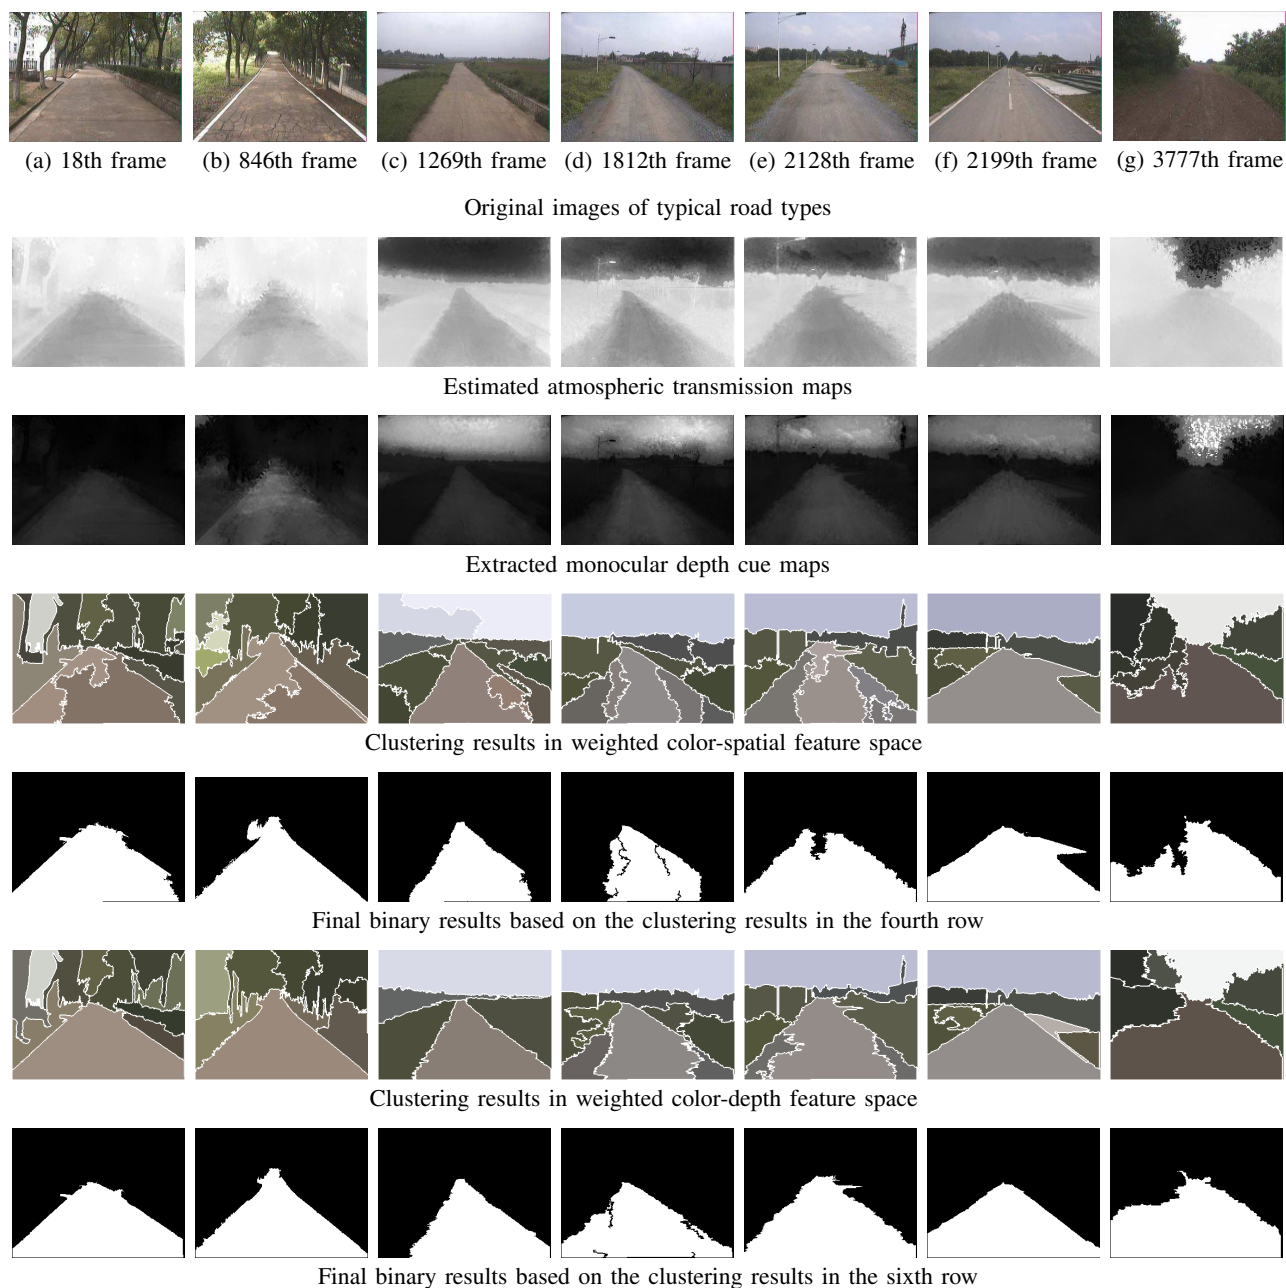 (a) 18th frame (b) 846th frame (c) 1269th frame (d) 1812th frame (e) 2128th frame (f) 2199th frame (g) 3777th frame
Original images of typical road types
Estimated atmospheric transmission maps
Extracted monocular depth cue maps
Clustering results in weighted color-spatial feature space
Final binary results based on the clustering results in the fourth row
Clustering results in weighted color-depth feature space
Final binary results based on the clustering results in the sixth row